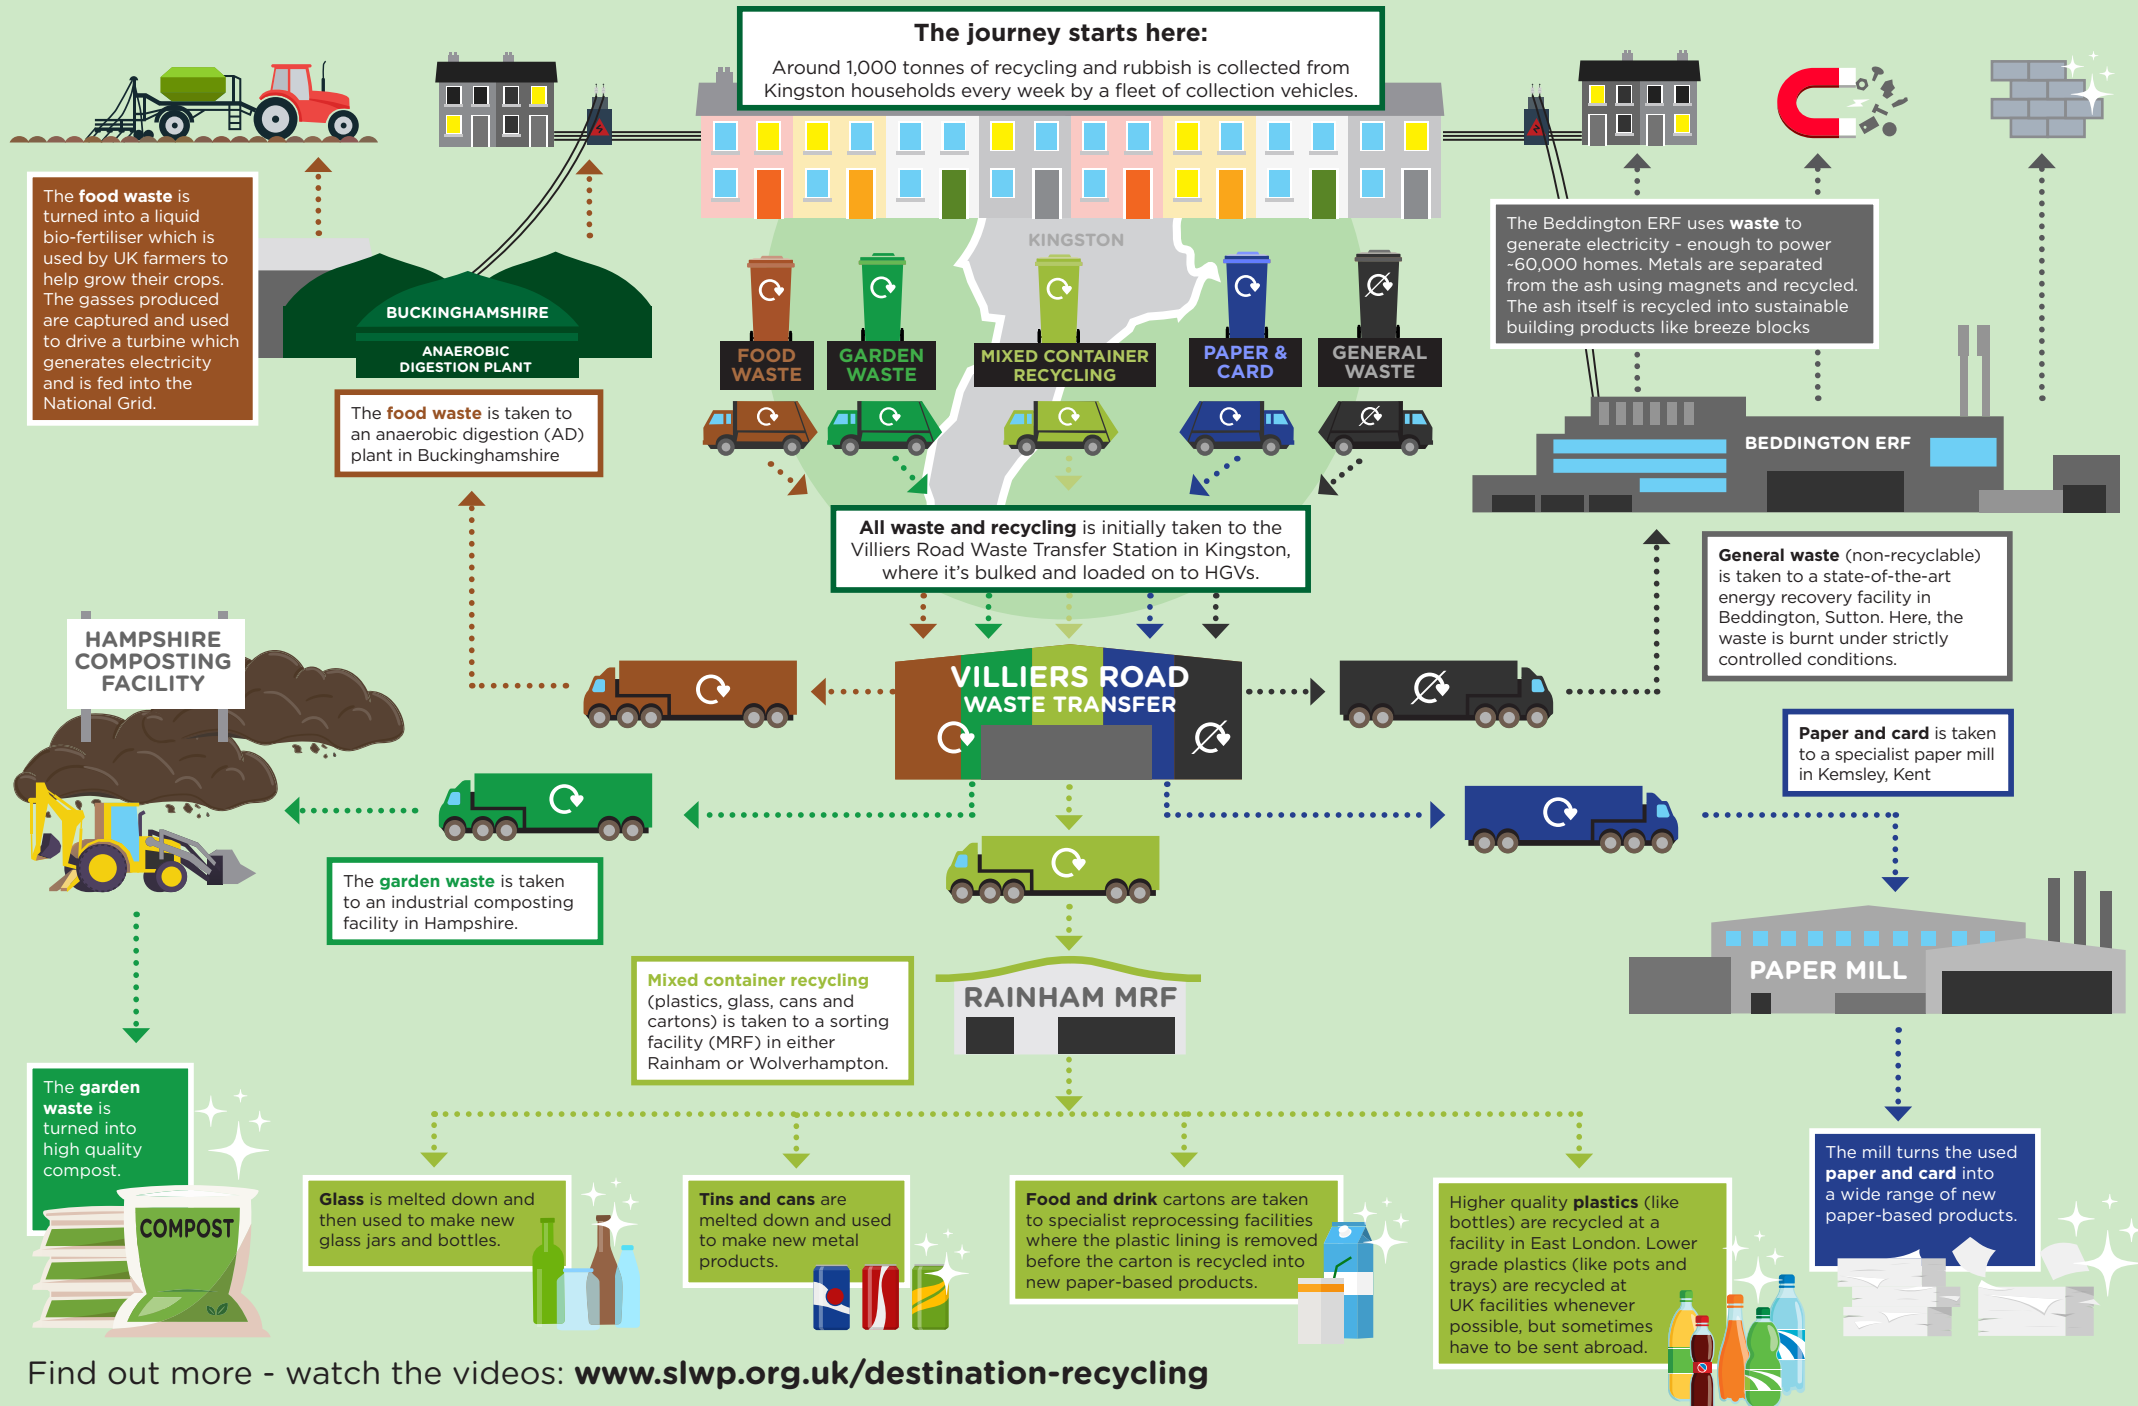 The journey starts here:
Around 1,000 tonnes of recycling and rubbish is collected from
Kingston households every week by a fleet of collection vehicles.
The food waste is
turned into a liquid
bio-fertiliser which is
used by UK farmers to
help grow their crops.
The gasses produced
are captured and used
to drive a turbine which
generates electricity
and is fed into the
National Grid.
BUCKINGHAMSHIRE
ANAEROBIC
DIGESTION PLANT
The food waste is taken to
an anaerobic digestion (AD)
plant in Buckinghamshire
KINGSTON
FOOD
WASTE
GARDEN
WASTE
MIXED CONTAINER
RECYCLING
PAPER &
CARD
GENERAL
WASTE
The Beddington ERF uses waste to
generate electricity - enough to power
~60,000 homes. Metals are separated
from the ash using magnets and recycled.
The ash itself is recycled into sustainable
building products like breeze blocks
BEDDINGTON ERF
All waste and recycling is initially taken to the
Villiers Road Waste Transfer Station in Kingston,
where it's bulked and loaded on to HGVs.
General waste (non-recyclable)
is taken to a state-of-the-art
energy recovery facility in
Beddington, Sutton. Here, the
waste is burnt under strictly
controlled conditions.
HAMPSHIRE
COMPOSTING
FACILITY
VILLIERS ROAD
WASTE TRANSFER
Paper and card is taken
to a specialist paper mill
in Kemsley, Kent
The garden waste is taken
to an industrial composting
facility in Hampshire.
Mixed container recycling
(plastics, glass, cans and
cartons) is taken to a sorting
facility (MRF) in either
Rainham or Wolverhampton.
RAINHAM MRF
PAPER MILL
The garden
waste is
turned into
high quality
compost.
COMPOST
Glass is melted down and
then used to make new
glass jars and bottles.
Tins and cans are
melted down and used
to make new metal
products.
Food and drink cartons are taken
to specialist reprocessing facilities
where the plastic lining is removed
before the carton is recycled into
new paper-based products.
Higher quality plastics (like
bottles) are recycled at a
facility in East London. Lower
grade plastics (like pots and
trays) are recycled at
UK facilities whenever
possible, but sometimes
have to be sent abroad.
The mill turns the used
paper and card into
a wide range of new
paper-based products.
Find out more - watch the videos: www.slwp.org.uk/destination-recycling